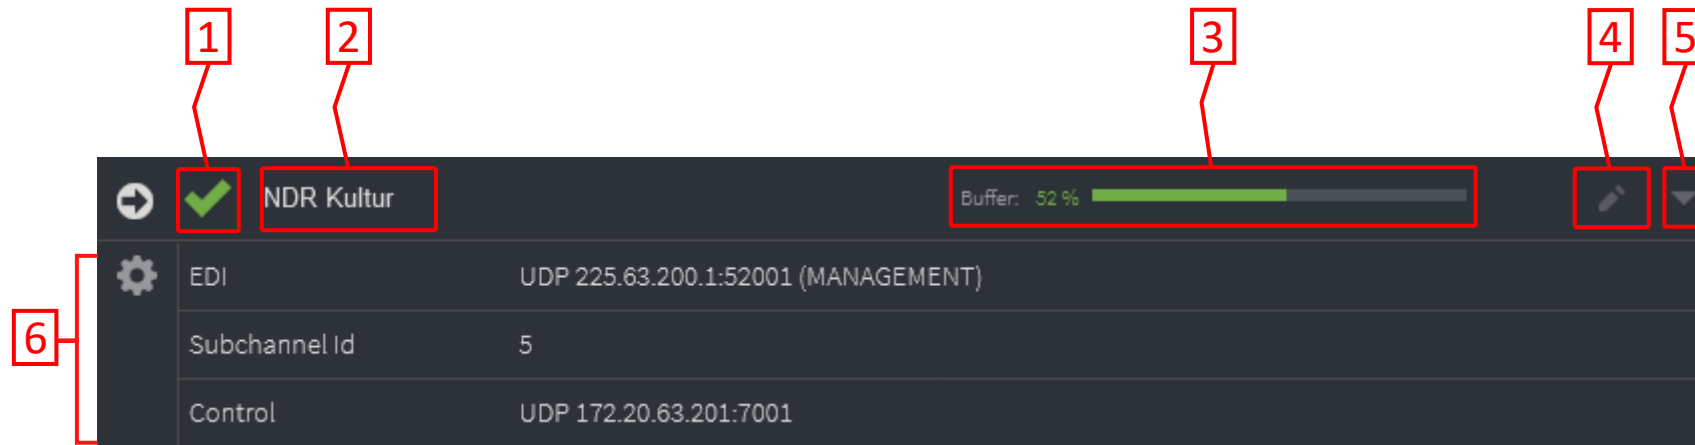 1 2 3 4 5
NDR Kultur Buffer: 52 %
EDI UDP 225.63.200.1:52001 (MANAGEMENT)
6
Subchannel Id 5
Control UDP 172.20.63.201:7001